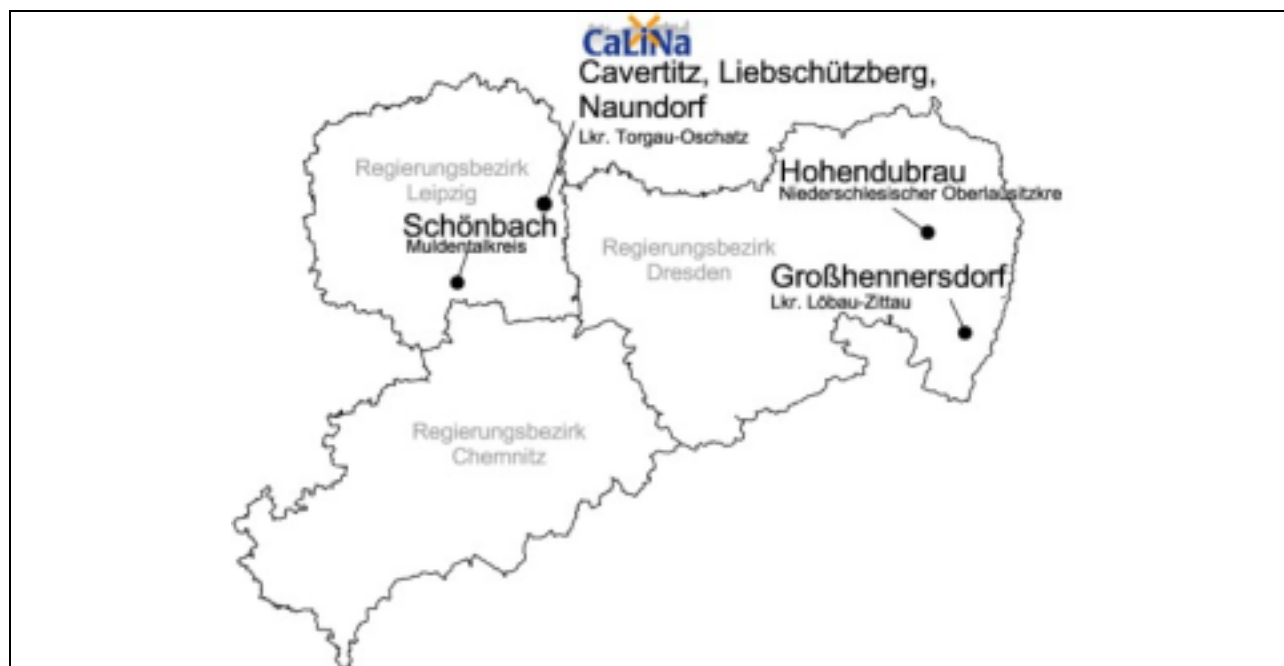 CaLiNa
Cavertitz, Liebschützberg,
Naundorf
Lkr. Torgau-Oschatz
Regierungsbezirk
Leipzig
Schönbach
Muldentalkreis
Hohendubrau
Niederschlesischer Oberlausitzkre
Regierungsbezirk
Dresden
Großhennersdorf
Lkr. Löbau-Zittau
Regierungsbezirk
Chemnitz